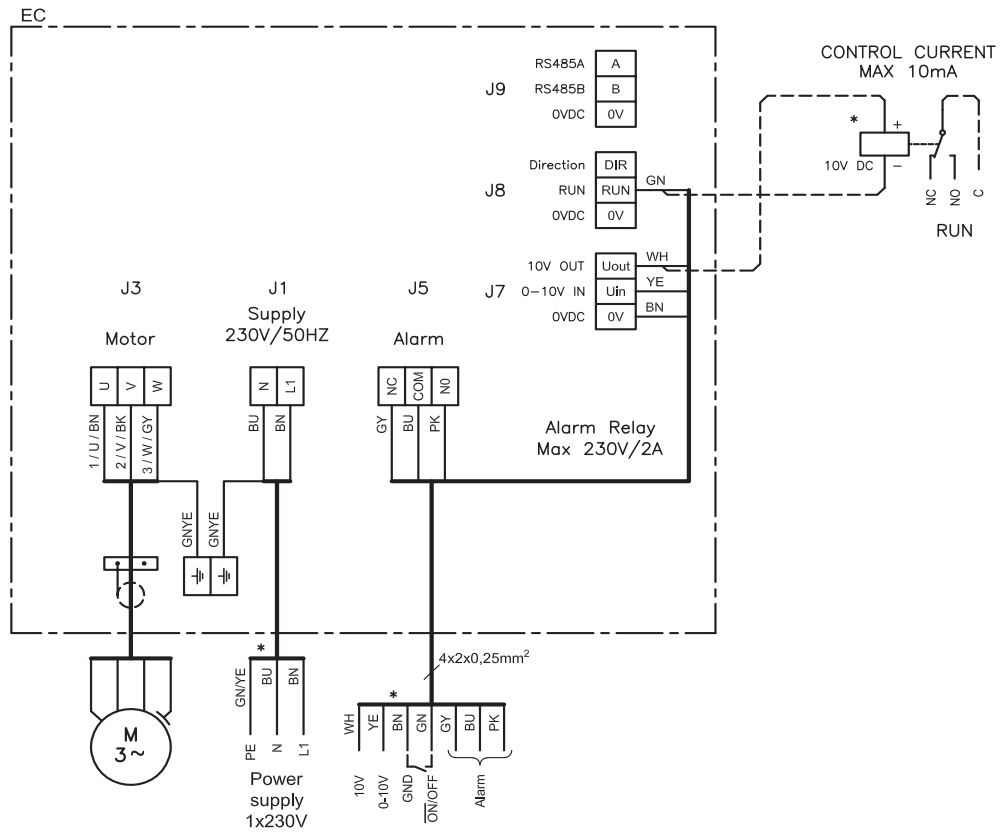 EC
J9
RS485A
A
RS485B
B
0VDC
0V
CONTROL CURRENT
MAX 10mA
*
+
10V DC
−
NC
NO
C
RUN
J8
Direction
DIR
RUN
RUN
GN
0VDC
0V
J7
10V OUT
Uout
WH
0-10V IN
Uin
YE
0VDC
0V
BN
J3
Motor
U
V
W
1 / U / BN
2 / V / BK
3 / W / GY
GNYE
GNYE
J1
Supply
230V/50HZ
N
L1
BU
BN
J5
Alarm
NC
COM
N0
GY
BU
PK
Alarm Relay
Max 230V/2A
M
3~
*
GN/YE
BU
BN
PE
N
L1
Power
supply
1x230V
4x2x0,25mm²
*
WH
YE
BN
GN
GY
BU
PK
10V
0-10V
GND
ON/OFF
Alarm